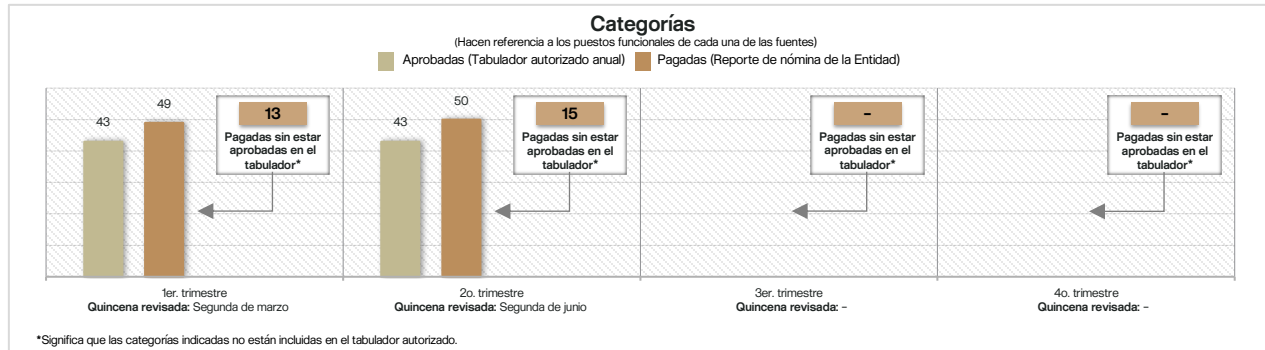 Categorías
(Hacen referencia a los puestos funcionales de cada una de las fuentes)
Aprobadas (Tabulador autorizado anual) Pagadas (Reporte de nómina de la Entidad)
43
49
13
Pagadas sin estar
aprobadas en el
tabulador*
43
50
15
Pagadas sin estar
aprobadas en el
tabulador*
-
Pagadas sin estar
aprobadas en el
tabulador*
-
Pagadas sin estar
aprobadas en el
tabulador*
1er. trimestre
Quincena revisada: Segunda de marzo
2o. trimestre
Quincena revisada: Segunda de junio
3er. trimestre
Quincena revisada: -
4o. trimestre
Quincena revisada: -
*Significa que las categorías indicadas no están incluidas en el tabulador autorizado.